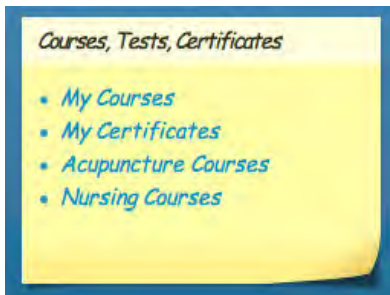 Courses, Tests, Certificates
• My Courses
• My Certificates
• Acupuncture Courses
• Nursing Courses